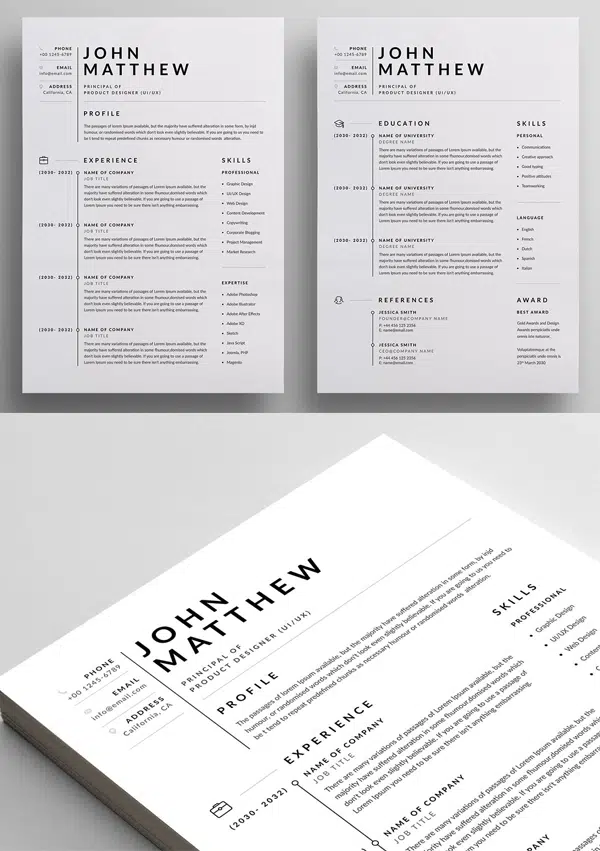 PHONE
+00 1245-6789
EMAIL
info@email.com
ADDRESS
California, CA
JOHN
MATTHEW
PRINCIPAL OF
PRODUCT DESIGNER (UI/UX)
PROFILE
The passages of lorem Ipsum available, but the majority have suffered alteration in some form, by injd
humour, or randomised words which don't look even slightly believable. If you are going to us you need to
be t tend to repeat predefined chunks as necessary humour or randomised words alteration.
EXPERIENCE
(2030- 2032)
NAME OF COMPANY
JOB TITLE
There are many variations of passages of Lorem Ipsum available, but the
majority have suffered alteration in some fhumour,domised words which
don't look even slightly believable. If you are going to use a passage of
Lorem Ipsum you need to be sure there isn't anything embarrassing.
(2030- 2032)
NAME OF COMPANY
JOB TITLE
There are many variations of passages of Lorem Ipsum available, but the
majority have suffered alteration in some fhumour,domised words which
don't look even slightly believable. If you are going to use a passage of
Lorem Ipsum you need to be sure there isn't anything embarrassing.
(2030- 2032)
NAME OF COMPANY
JOB TITLE
There are many variations of passages of Lorem Ipsum available, but the
majority have suffered alteration in some fhumour,domised words which
don't look even slightly believable. If you are going to use a passage of
Lorem Ipsum you need to be sure there isn't anything embarrassing.
(2030- 2032)
NAME OF COMPANY
JOB TITLE
There are many variations of passages of Lorem Ipsum available, but the
majority have suffered alteration in some fhumour,domised words which
don't look even slightly believable. If you are going to use a passage of
Lorem Ipsum you need to be sure there isn't anything embarrassing.
SKILLS
PROFESSIONAL
Graphic Design
UI/UX Design
Web Design
Content Development
Copywriting
Corporate Blogging
Project Management
Market Research
EXPERTISE
Adobe Photoshop
Adobe Illustrator
Adobe After Effects
Adobe XD
Sketch
Java Script
Joomla, PHP
Magento
PHONE
+00 1245-6789
EMAIL
info@email.com
ADDRESS
California, CA
JOHN
MATTHEW
PRINCIPAL OF
PRODUCT DESIGNER (UI/UX)
EDUCATION
(2030- 2032)
NAME OF UNIVERSITY
DEGREE UNIVERSITY
There are many variations of passages of Lorem Ipsum available, but the
majority have suffered alteration in some fhumour,domised words which
don't look even slightly believable. If you are going to use a passage of
Lorem Ipsum you need to be sure there isn't anything embarrassing.
(2030- 2032)
NAME OF UNIVERSITY
DEGREE UNIVERSITY
There are many variations of passages of Lorem Ipsum available, but the
majority have suffered alteration in some fhumour,domised words which
don't look even slightly believable. If you are going to use a passage of
Lorem Ipsum you need to be sure there isn't anything embarrassing.
(2030- 2032)
NAME OF UNIVERSITY
DEGREE UNIVERSITY
There are many variations of passages of Lorem Ipsum available, but the
majority have suffered alteration in some fhumour,domised words which
don't look even slightly believable. If you are going to use a passage of
Lorem Ipsum you need to be sure there isn't anything embarrassing.
REFERENCES
JESSICA SMITH
FOUNDER@COMPANY NAME
P: +44 456 125 2356
E: name@email.com
JESSICA SMITH
CEO@COMPANY NAME
P: +44 456 125 2356
E: name@email.com
SKILLS
PERSONAL
Communications
Creative approach
Good typing
Positive attitudes
Teamworking
LANGUAGE
English
French
Dutch
Spanish
Italian
AWARD
BEST AWARD
Gold Awards and Design
Awards perspiciatis unde
omnis iste natuser,
Voluptatemque at the
perspiciatis unde omnis is
25th March 2030
PHONE
+00 1245-6789
EMAIL
info@email.com
ADDRESS
California, CA
JOHN
MATTHEW
PRINCIPAL OF
PRODUCT DESIGNER (UI/UX)
PROFILE
The passages of lorem Ipsum available, but the majority have suffered alteration in some form, by injd
humour, or randomised words which don't look even slightly believable. If you are going to us you need to
be t tend to repeat predefined chunks as necessary humour or randomised words alteration.
EXPERIENCE
(2030- 2032)
NAME OF COMPANY
JOB TITLE
There are many variations of passages of Lorem Ipsum available, but the
majority have suffered alteration in some fhumour,domised words which
don't look even slightly believable. If you are going to use a passage of
Lorem Ipsum you need to be sure there isn't anything embarrassing.
NAME OF COMPANY
JOB TITLE
There are many variations of passages of Lorem Ipsum available, but the
majority have suffered alteration in some fhumour,domised words which
don't look even slightly believable. If you are going to use a passage
Lorem Ipsum you need to be sure there isn't anything
NAME OF COMPANY
SKILLS
PROFESSIONAL
Graphic Design
UI/UX Design
Web Design